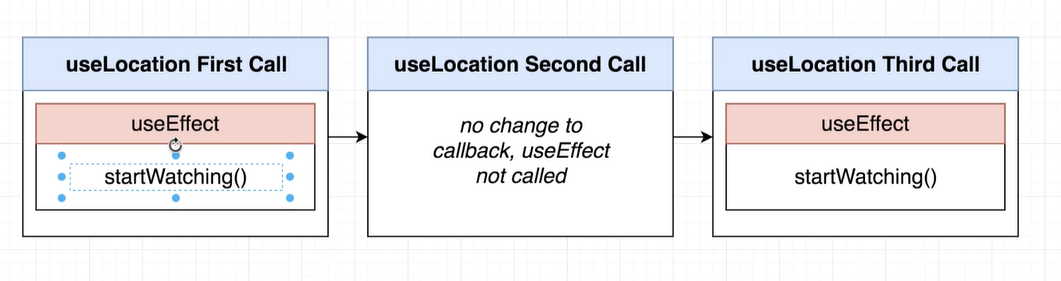 useLocation First Call
useEffect
startWatching()
useLocation Second Call
no change to
callback, useEffect
not called
useLocation Third Call
useEffect
startWatching()